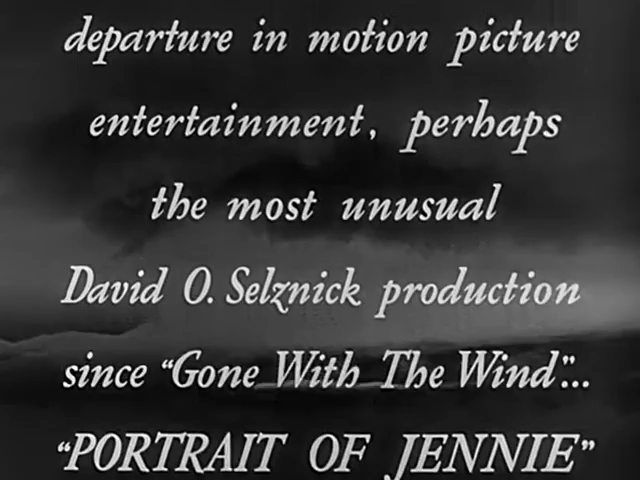 departure in motion picture
entertainment, perhaps
the most unusual
David O. Selznick production
since "Gone With The Wind"...
"PORTRAIT OF JENNIE"